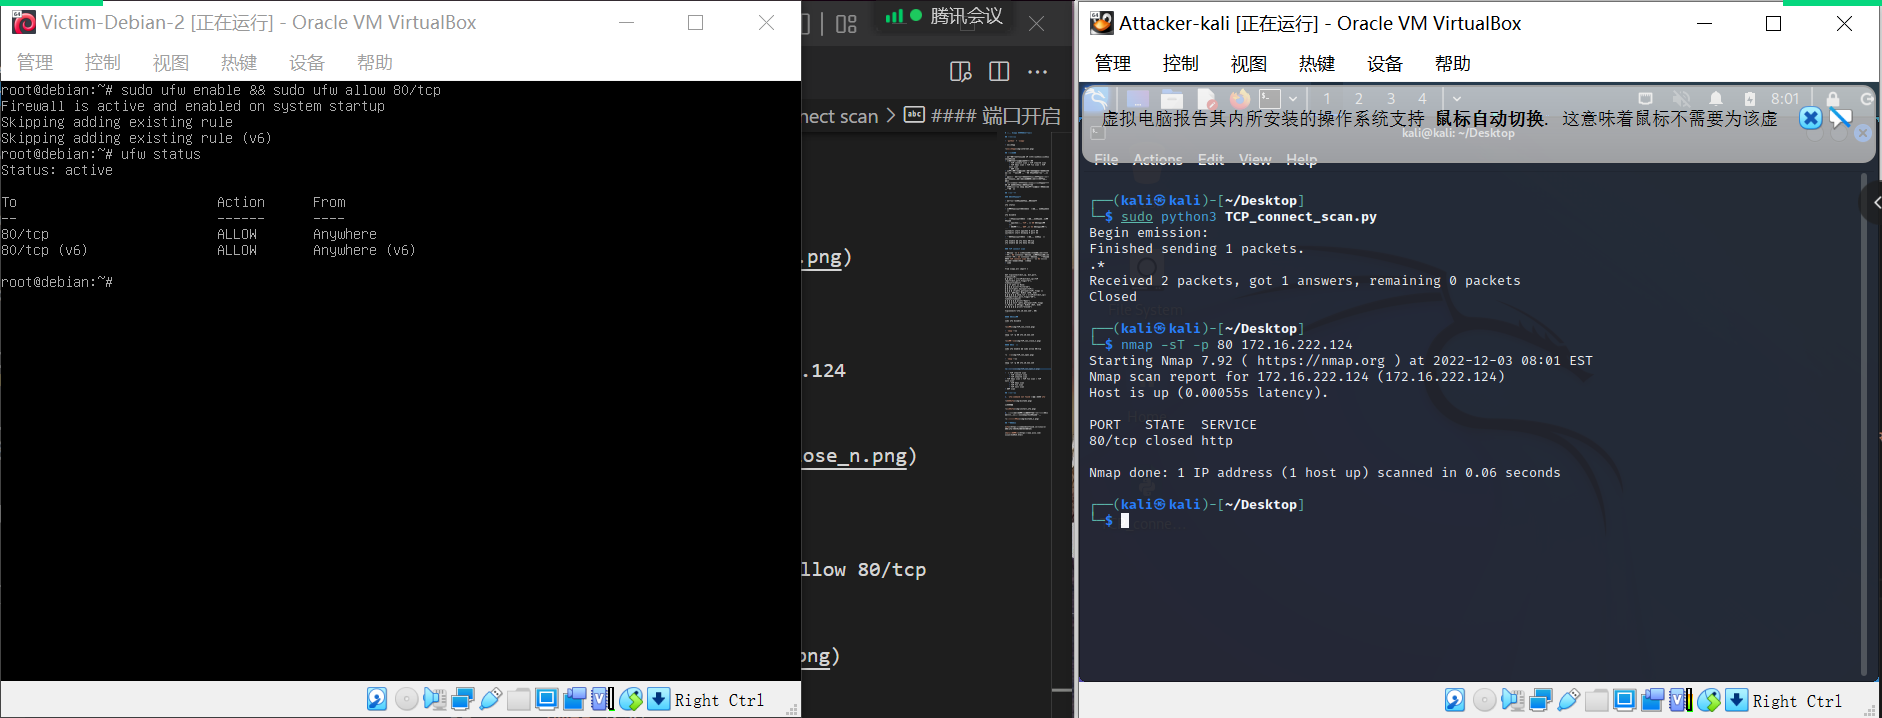 Victim-Debian-2 [正在运行] - Oracle VM VirtualBox
管理 控制 视图 热键 设备 帮助
root@debian:~# sudo ufw enable && sudo ufw allow 80/tcp
Firewall is active and enabled on system startup
Skipping adding existing rule
Skipping adding existing rule (v6)
root@debian:~# ufw status
Status: active
To Action From
-- ------ ----
80/tcp ALLOW Anywhere
80/tcp (v6) ALLOW Anywhere (v6)
root@debian:~#
Right Ctrl
腾讯会议
nect scan > #### 端口开启
.png)
.124
ose_n.png)
llow 80/tcp
png)
Attacker-kali [正在运行] - Oracle VM VirtualBox
管理 控制 视图 热键 设备 帮助
1 2 3 4 8:01
虚拟电脑报告其内所安装的操作系统支持 鼠标自动切换. 这意味着鼠标不需要为该虚
kali@kali: ~/Desktop
File Actions Edit View Help
┌──(kali㉿kali)-[~/Desktop]
└─$ sudo python3 TCP_connect_scan.py
Begin emission:
Finished sending 1 packets.
.*
Received 2 packets, got 1 answers, remaining 0 packets
Closed
┌──(kali㉿kali)-[~/Desktop]
└─$ nmap -sT -p 80 172.16.222.124
Starting Nmap 7.92 ( https://nmap.org ) at 2022-12-03 08:01 EST
Nmap scan report for 172.16.222.124 (172.16.222.124)
Host is up (0.00055s latency).
PORT STATE SERVICE
80/tcp closed http
Nmap done: 1 IP address (1 host up) scanned in 0.06 seconds
┌──(kali㉿kali)-[~/Desktop]
└─$
Right Ctrl